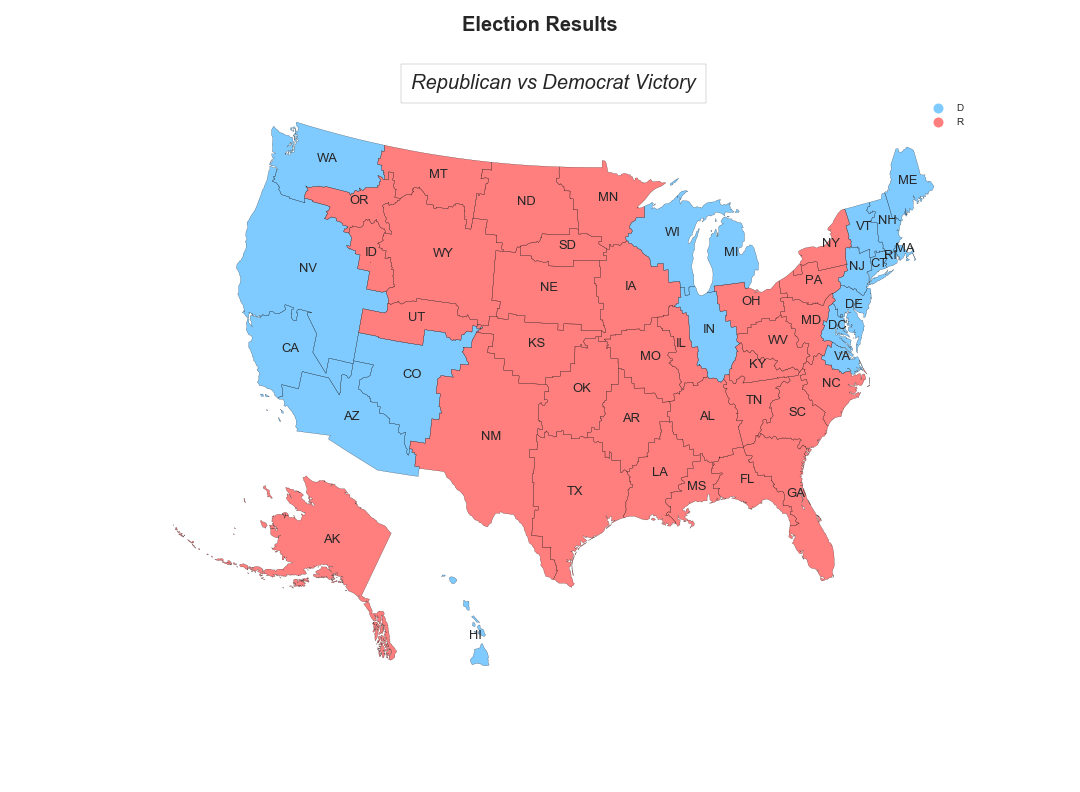 Election Results
Republican vs Democrat Victory
D
R
WA
ME
MT
MN
OR
ND
NH
VT
WI
NY
SD
MA
MI
ID
WY
RI
CT
NJ
NV
PA
NE
IA
OH
DE
UT
MD
DC
IN
WV
KS
IL
CA
MO
VA
KY
CO
NC
OK
TN
SC
AZ
AR
AL
NM
LA
FL
MS
TX
GA
AK
HI